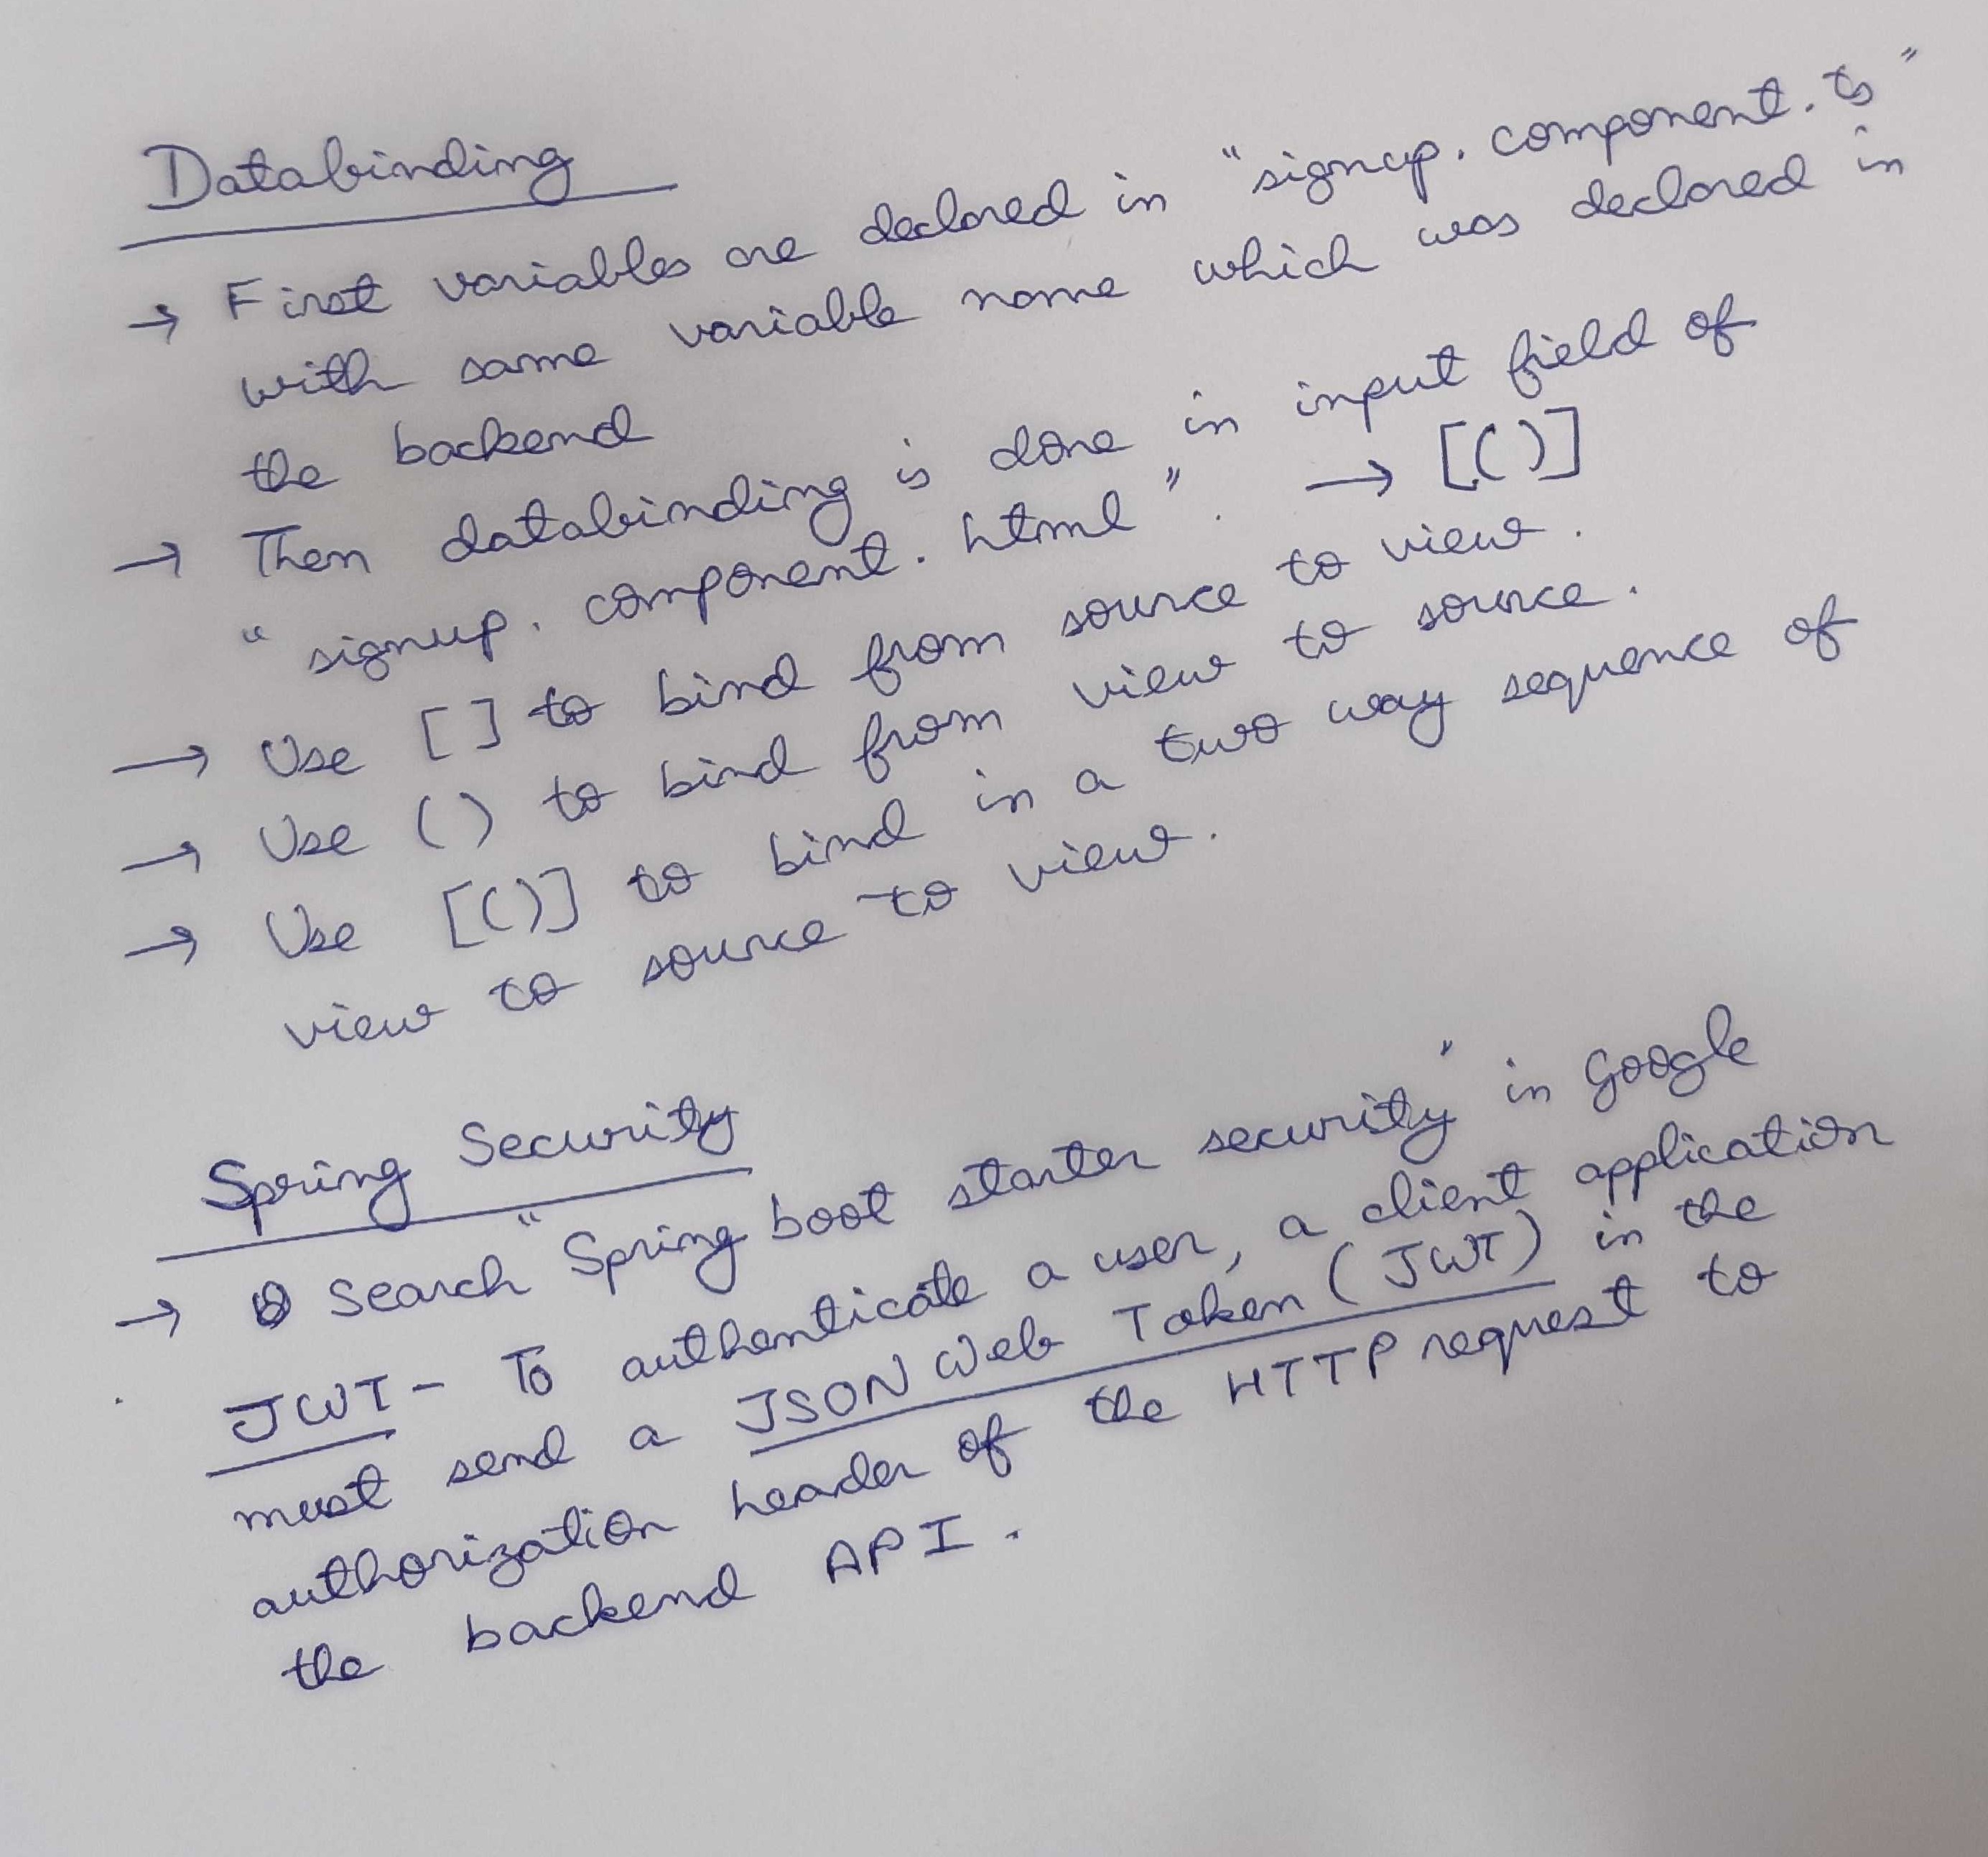 Databinding
→ First variables are declared in "signup.component.ts"
with same variable name which was declared in
the backend
→ Then databinding is done in input field of
"signup.component.html". → [()]
→ Use [] to bind from source to view.
→ Use () to bind from view to source.
→ Use [()] to bind in a two way sequence of
view to source to view.
Spring Security
→ Search "Spring boot starter security" in Google
JWT - To authenticate a user, a client application
must send a JSON Web Token (JWT) in the
authorization header of the HTTP request to
the backend API.